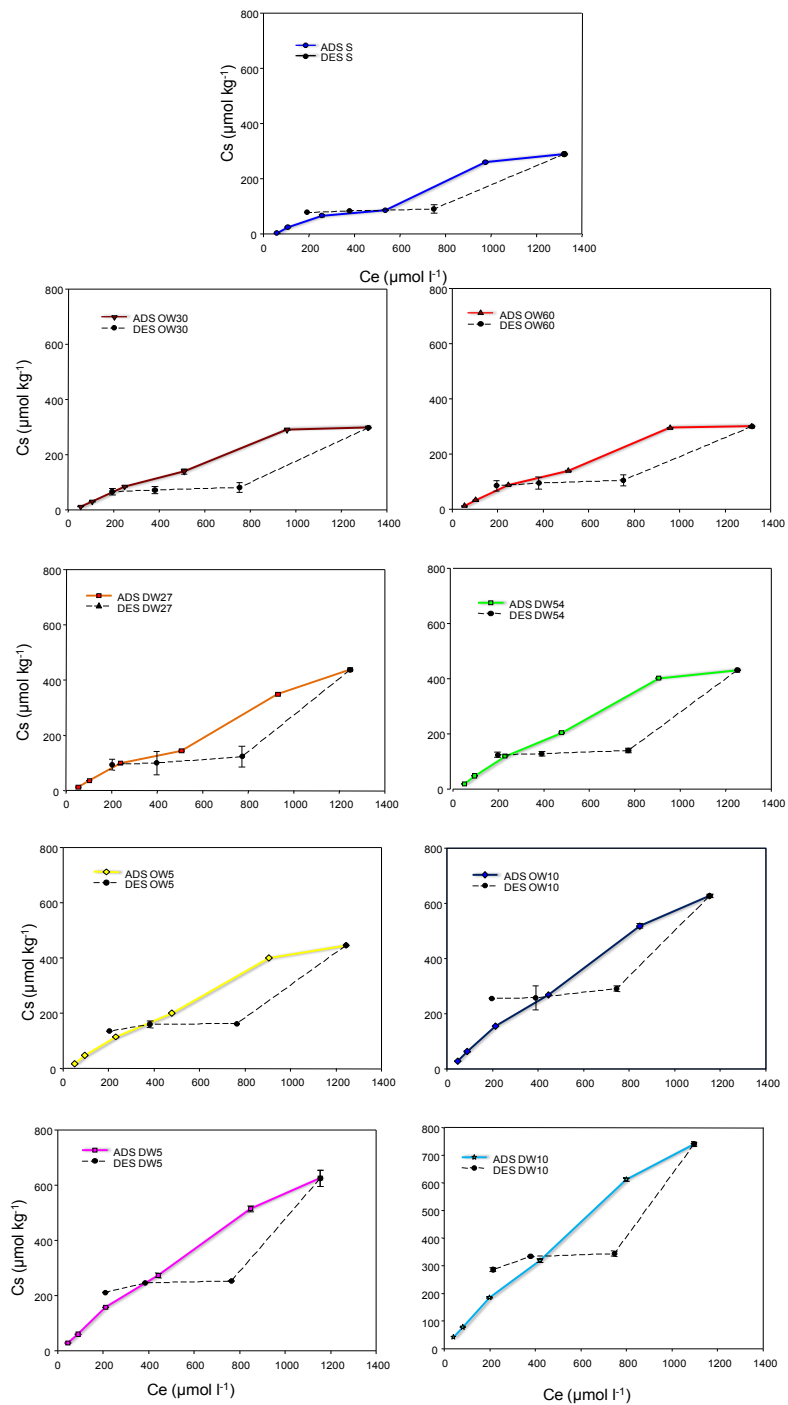 800
600
400
200
0
Cs (µmol kg-1)
ADS S
DES S
0 200 400 600 800 1000 1200 1400
Ce (µmol l-1)
800
600
400
200
0
Cs (µmol kg-1)
ADS OW30
DES OW30
0 200 400 600 800 1000 1200 1400
800
600
400
200
0
ADS OW60
DES OW60
0 200 400 600 800 1000 1200 1400
800
600
400
200
0
Cs (µmol kg-1)
ADS DW27
DES DW27
0 200 400 600 800 1000 1200 1400
800
600
400
200
0
ADS DW54
DES DW54
0 200 400 600 800 1000 1200 1400
800
600
400
200
0
Cs (µmol kg-1)
ADS OW5
DES OW5
0 200 400 600 800 1000 1200 1400
800
600
400
200
0
ADS OW10
DES OW10
0 200 400 600 800 1000 1200 1400
800
600
400
200
0
Cs (µmol kg-1)
ADS DW5
DES DW5
0 200 400 600 800 1000 1200 1400
Ce (µmol l-1)
800
700
600
500
400
300
200
100
0
ADS DW10
DES DW10
0 200 400 600 800 1000 1200 1400
Ce (µmol l-1)